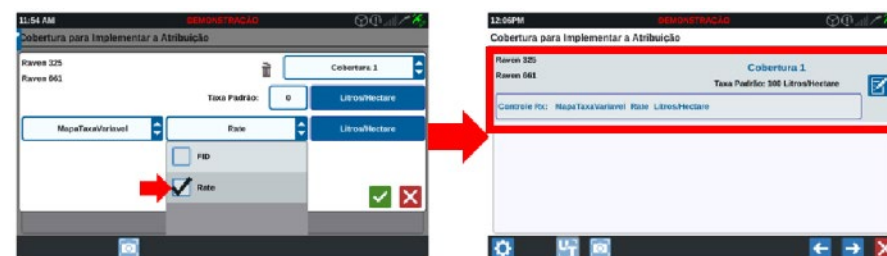 11:54 AM
DEMONSTRAÇÃO
Cobertura para Implementar a Atribuição
Raven 325
Raven 661
Cobertura 1
Taxa Padrão:
0
Litros/Hectare
MapaTaxaVariavel
Rate
Litros/Hectare
FID
Rate
12:06PM
DEMONSTRAÇÃO
Cobertura para Implementar a Atribuição
Raven 325
Raven 661
Cobertura 1
Taxa Padrão: 100 Litros/Hectare
Controle Rx: MapaTaxaVariavel Rate Litros/Hectare
UT